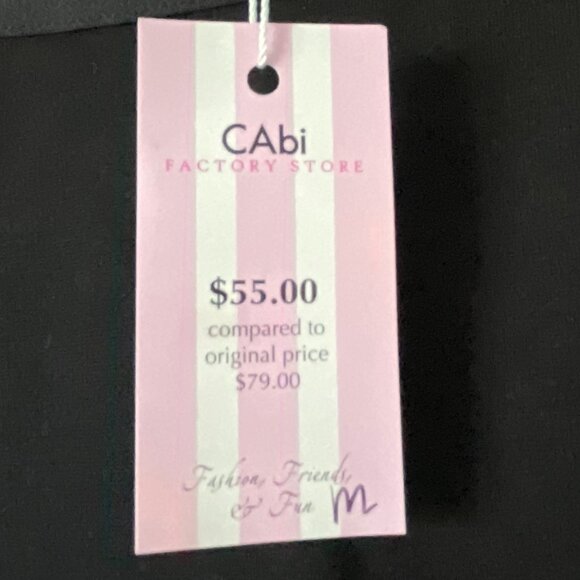 CAbi
FACTORY STORE
$55.00
compared to
original price
$79.00
Fashion, Friends,
& Fun M